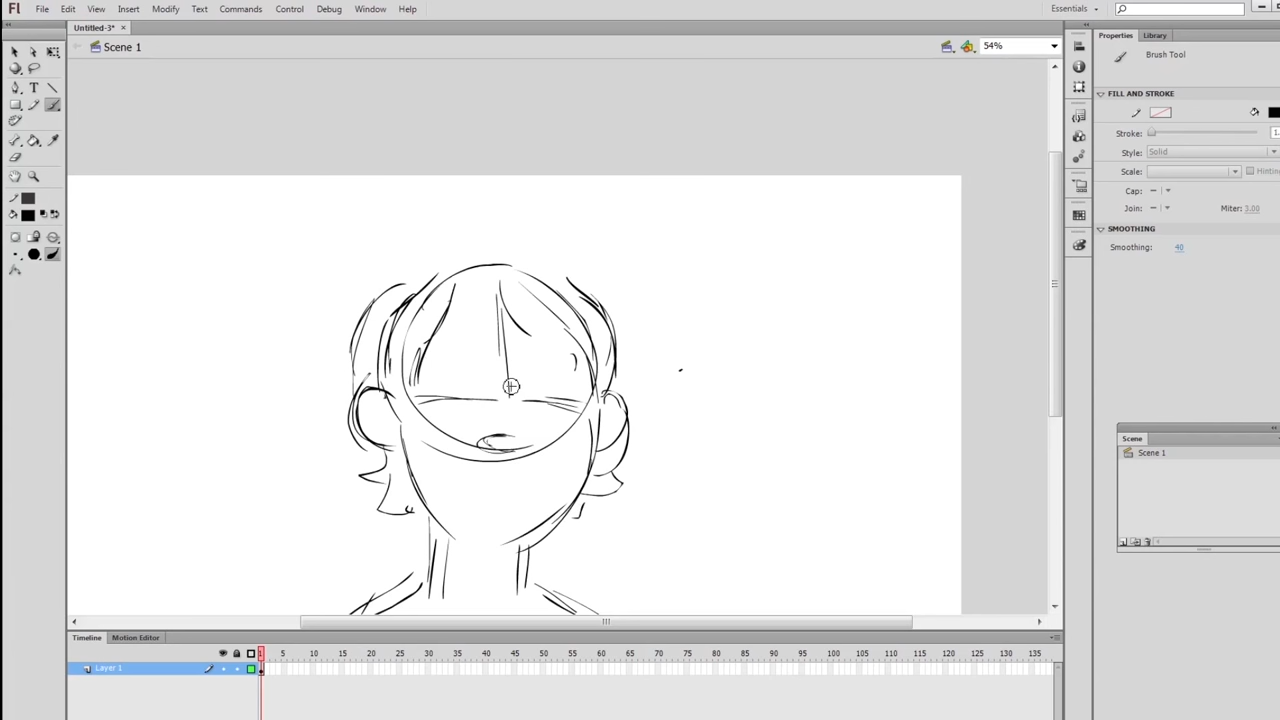 Fl File Edit View Insert Modify Text Commands Control Debug Window Help Essentials
Untitled-3*
Scene 1 54%
Properties Library
Brush Tool
FILL AND STROKE
Stroke: 1.
Style: Solid
Scale: Hinting
Cap: Join: Miter: 3.00
SMOOTHING
Smoothing: 40
Scene
Scene 1
Timeline Motion Editor
1 5 10 15 20 25 30 35 40 45 50 55 60 65 70 75 80 85 90 95 100 105 110 115 120 125 130 135
Layer 1